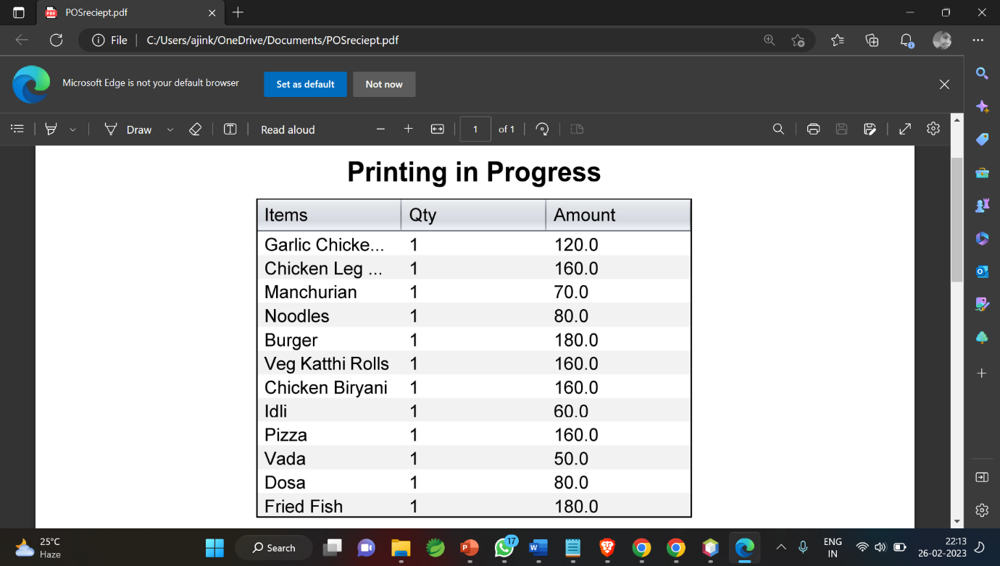 POSreciept.pdf
File C:/Users/ajink/OneDrive/Documents/POSreciept.pdf
Microsoft Edge is not your default browser Set as default Not now
Draw Read aloud 1 of 1
Printing in Progress
Items Qty Amount
Garlic Chicke... 1 120.0
Chicken Leg ... 1 160.0
Manchurian 1 70.0
Noodles 1 80.0
Burger 1 180.0
Veg Katthi Rolls 1 160.0
Chicken Biryani 1 160.0
Idli 1 60.0
Pizza 1 160.0
Vada 1 50.0
Dosa 1 80.0
Fried Fish 1 180.0
25°C
Haze
Search
17
ENG
IN
22:13
26-02-2023